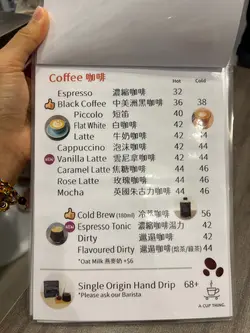 Coffee 咖啡 Hot Cold
Espresso 濃縮咖啡 32
Black Coffee 中美洲黑咖啡 36 38
Piccolo 短笛 40
Flat White 白咖啡 42 44
Latte 牛奶咖啡 42 44
Cappuccino 泡沫咖啡 42 44
Vanilla Latte 雲尼拿咖啡 44 46
Caramel Latte 焦糖咖啡 44 46
Rose Latte 玫瑰咖啡 44 46
Mocha 英國朱古力咖啡 44 46
Cold Brew (180ml) 冷萃咖啡 56
Espresso Tonic 濃縮咖啡湯力 42
Dirty 邋遢咖啡 42
Flavoured Dirty 邋遢咖啡 44
*Oat Milk 燕麥奶 +$6
Single Origin Hand Drip 68+
*Please ask our Barista
A CUP THING.